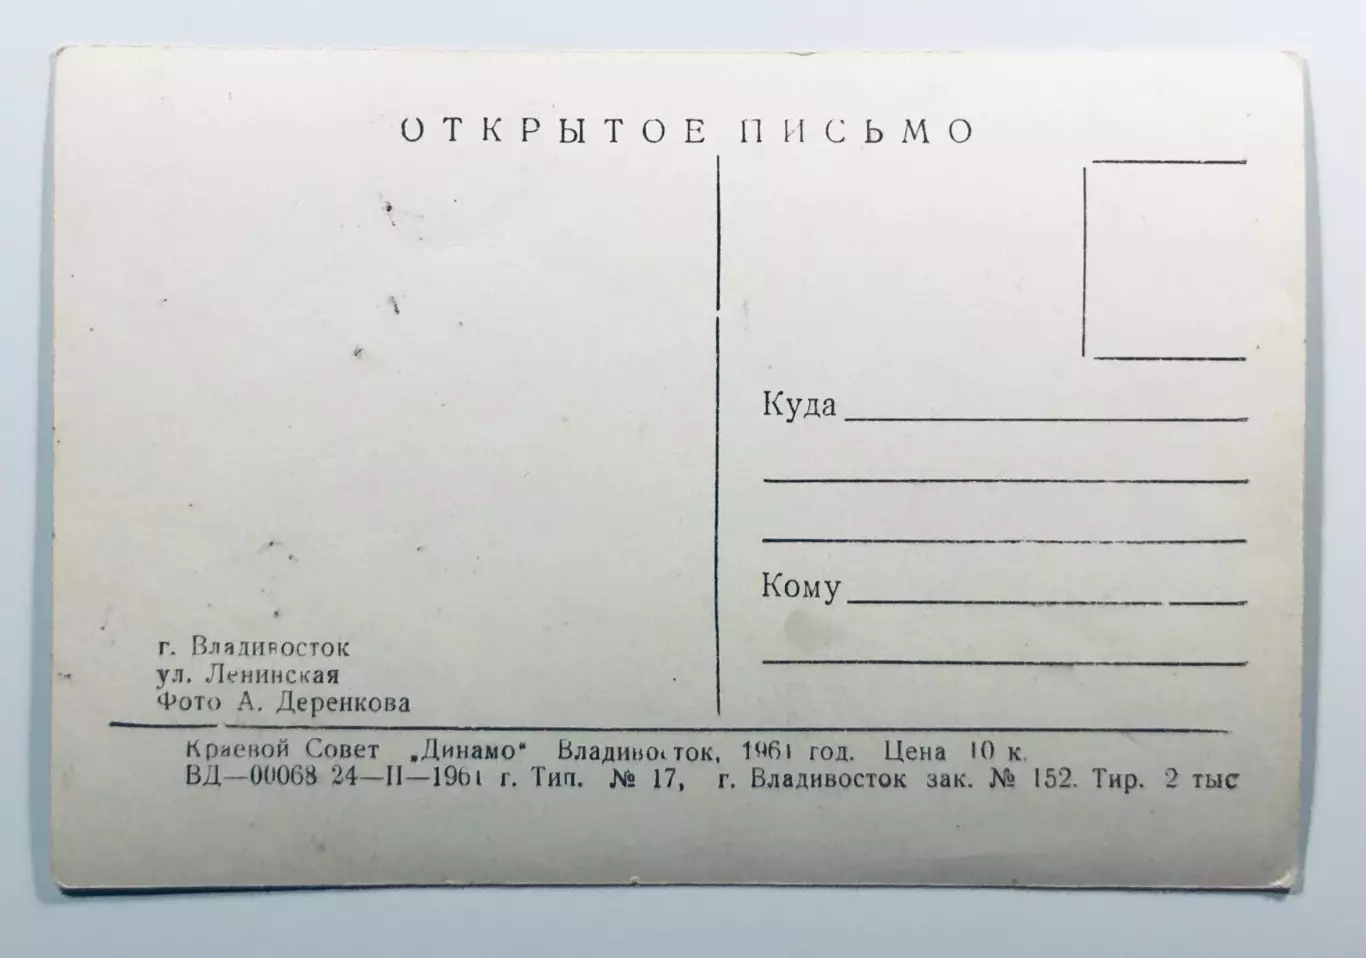 ОТКРЫТОЕ ПИСЬМО
Куда
Кому
г. Владивосток
ул. Ленинская
Фото А. Деренкова
Краевой Совет „Динамо“ Владивосток, 1961 год. Цена 10 к.
ВД—00068 24—II—1961 г. Тип. № 17, г. Владивосток зак. № 152. Тир. 2 тыс